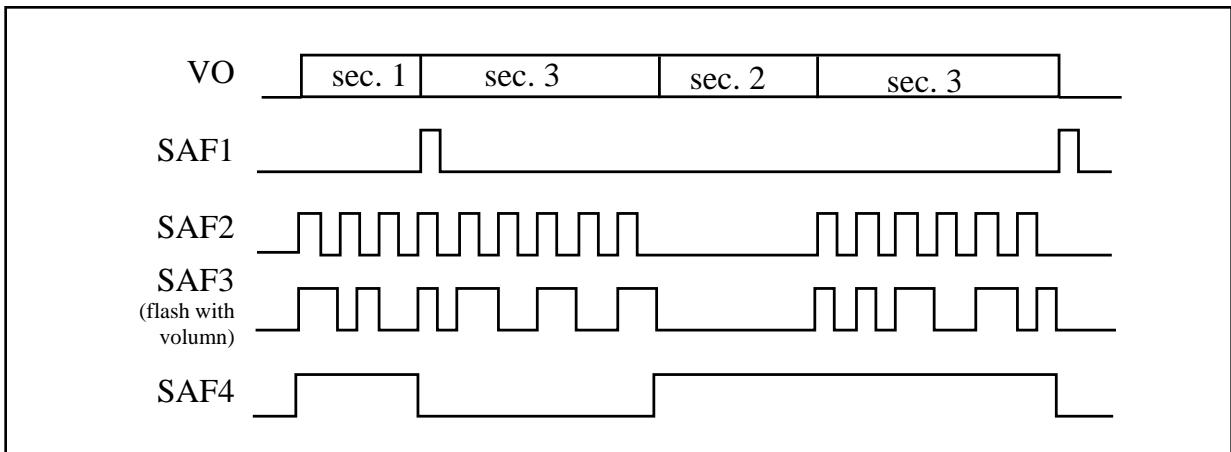 VO
sec. 1
sec. 3
sec. 2
sec. 3
SAF1
SAF2
SAF3
(flash with
volumn)
SAF4